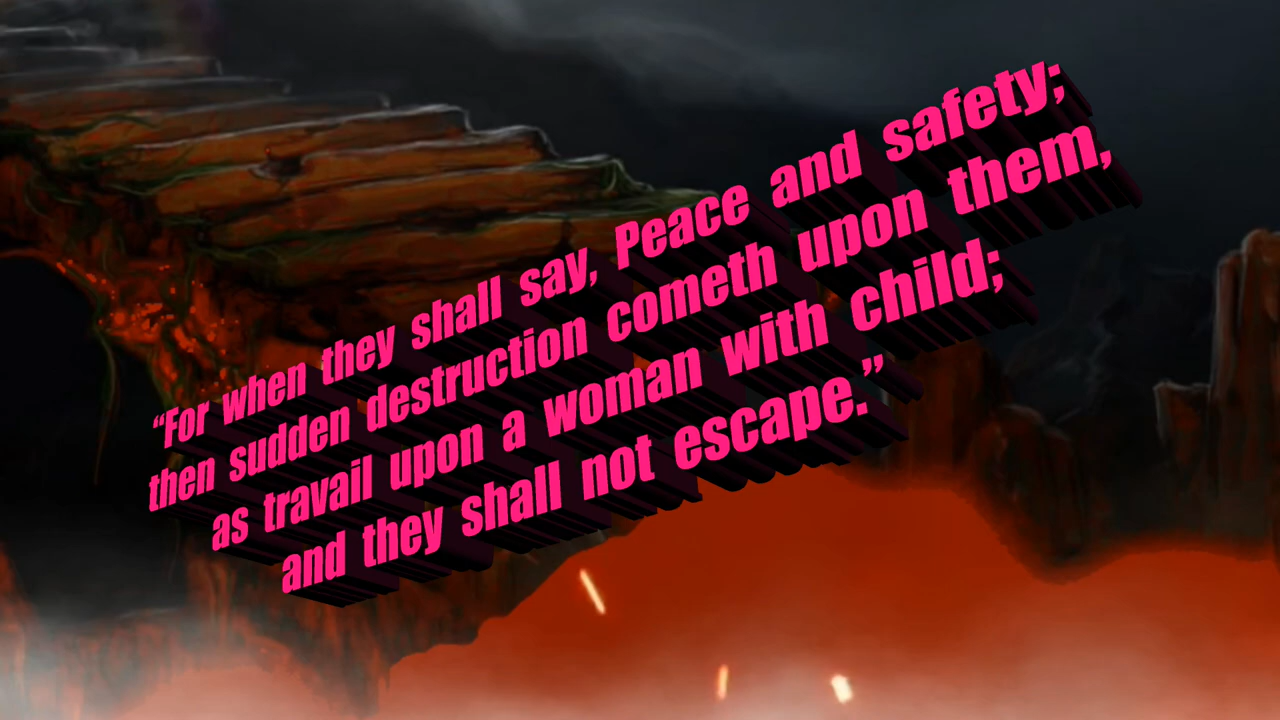 “For when they shall say, Peace and safety;
then sudden destruction cometh upon them,
as travail upon a woman with child;
and they shall not escape.”